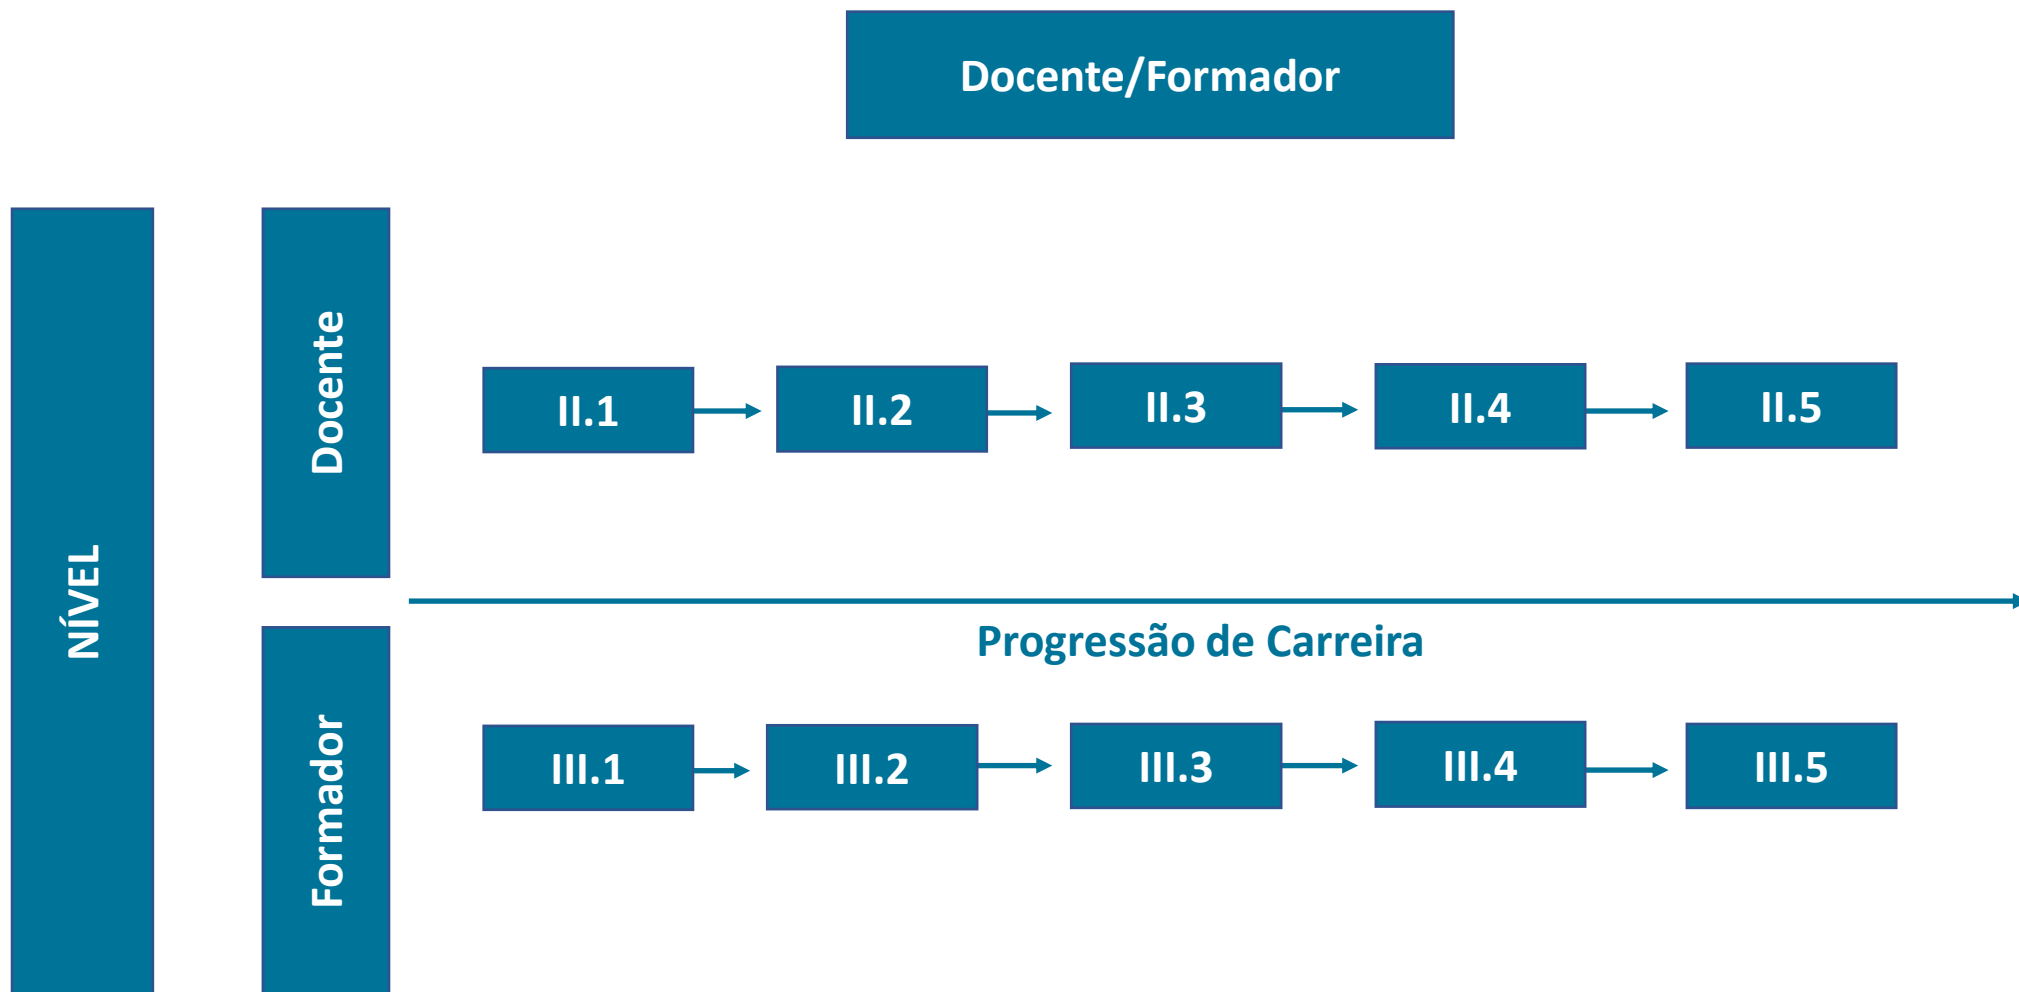 Docente/Formador
NÍVEL
Docente
II.1
II.2
II.3
II.4
II.5
Progressão de Carreira
Formador
III.1
III.2
III.3
III.4
III.5